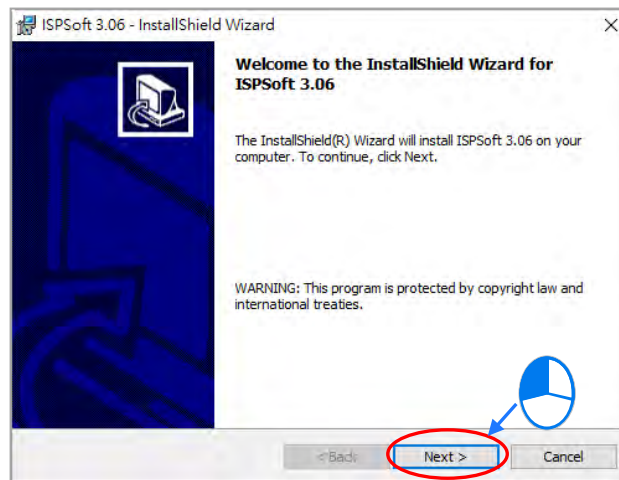 ISPSoft 3.06 - InstallShield Wizard
Welcome to the InstallShield Wizard for
ISPSoft 3.06
The InstallShield(R) Wizard will install ISPSoft 3.06 on your
computer. To continue, click Next.
WARNING: This program is protected by copyright law and
international treaties.
< Back Next > Cancel